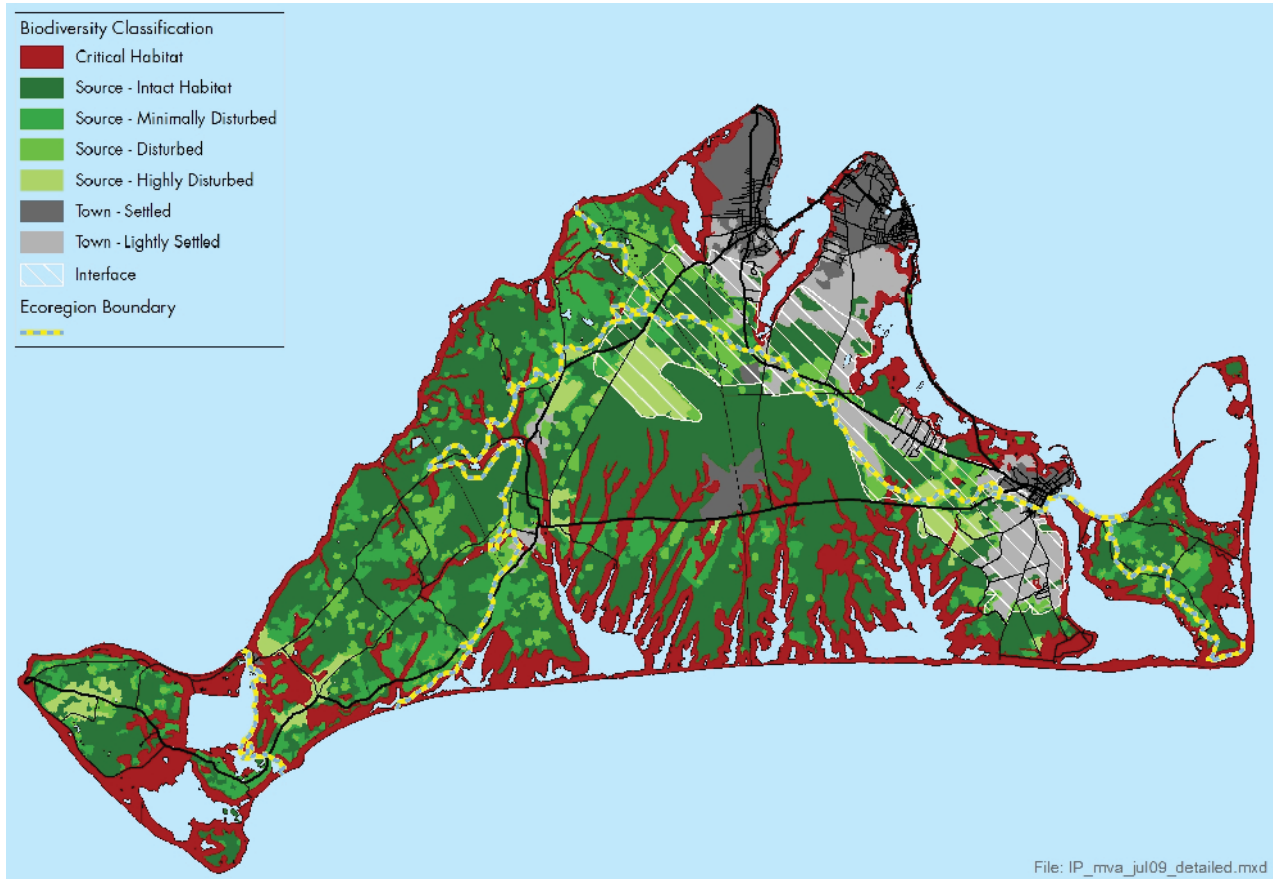 Biodiversity Classification
Critical Habitat
Source - Intact Habitat
Source - Minimally Disturbed
Source - Disturbed
Source - Highly Disturbed
Town - Settled
Town - Lightly Settled
Interface
Ecoregion Boundary
File: IP_mva_jul09_detailed.mxd